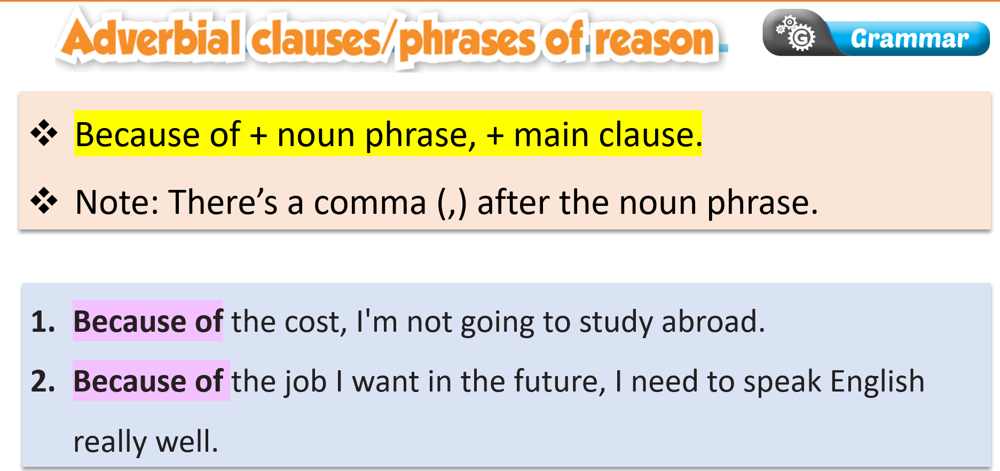 Adverbial clauses/phrases of reason
G Grammar
❖ Because of + noun phrase, + main clause.
❖ Note: There’s a comma (,) after the noun phrase.
1. Because of the cost, I'm not going to study abroad.
2. Because of the job I want in the future, I need to speak English
really well.